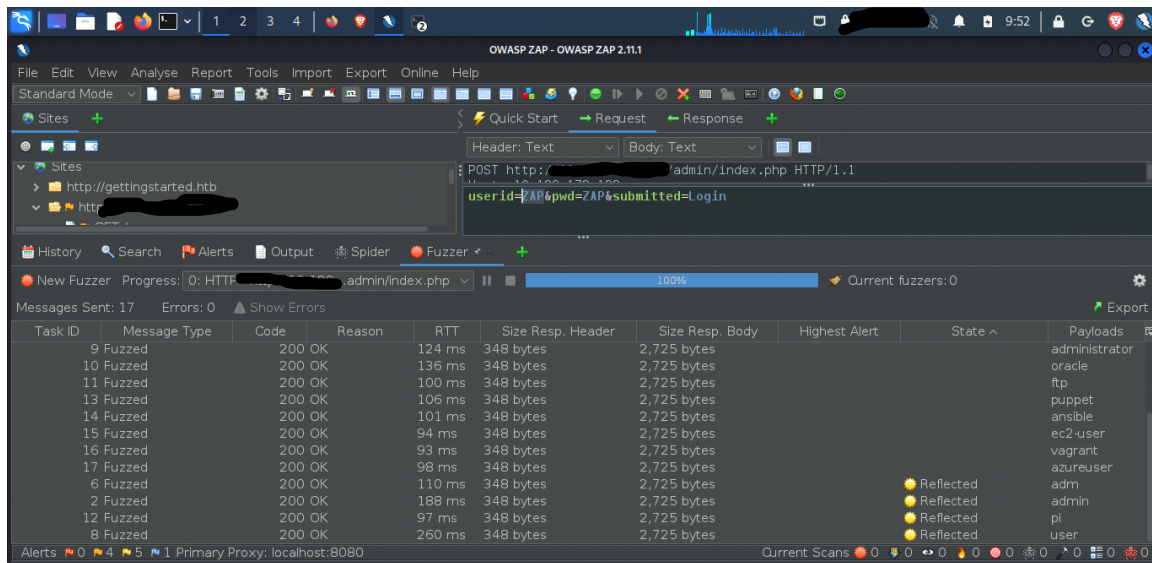 1 2 3 4 9:52
OWASP ZAP - OWASP ZAP 2.11.1
File Edit View Analyse Report Tools Import Export Online Help
Standard Mode
Sites Quick Start Request Response
Header: Text Body: Text
Sites
http://gettingstarted.htb
http
POST http:/ /admin/index.php HTTP/1.1
userid=ZAP&pwd=ZAP&submitted=Login
History Search Alerts Output Spider Fuzzer
New Fuzzer Progress: 0: HTTP .admin/index.php 100% Current fuzzers: 0
Messages Sent: 17 Errors: 0 Show Errors Export
Task ID Message Type Code Reason RTT Size Resp. Header Size Resp. Body Highest Alert State Payloads
9 Fuzzed 200 OK 124 ms 348 bytes 2,725 bytes administrator
10 Fuzzed 200 OK 136 ms 348 bytes 2,725 bytes oracle
11 Fuzzed 200 OK 100 ms 348 bytes 2,725 bytes ftp
13 Fuzzed 200 OK 106 ms 348 bytes 2,725 bytes puppet
14 Fuzzed 200 OK 101 ms 348 bytes 2,725 bytes ansible
15 Fuzzed 200 OK 94 ms 348 bytes 2,725 bytes ec2-user
16 Fuzzed 200 OK 93 ms 348 bytes 2,725 bytes vagrant
17 Fuzzed 200 OK 98 ms 348 bytes 2,725 bytes azureuser
6 Fuzzed 200 OK 110 ms 348 bytes 2,725 bytes Reflected adm
2 Fuzzed 200 OK 188 ms 348 bytes 2,725 bytes Reflected admin
12 Fuzzed 200 OK 97 ms 348 bytes 2,725 bytes Reflected pi
8 Fuzzed 200 OK 260 ms 348 bytes 2,725 bytes Reflected user
Alerts 0 4 5 1 Primary Proxy: localhost:8080 Current Scans 0 0 0 0 0 0 0 0 0